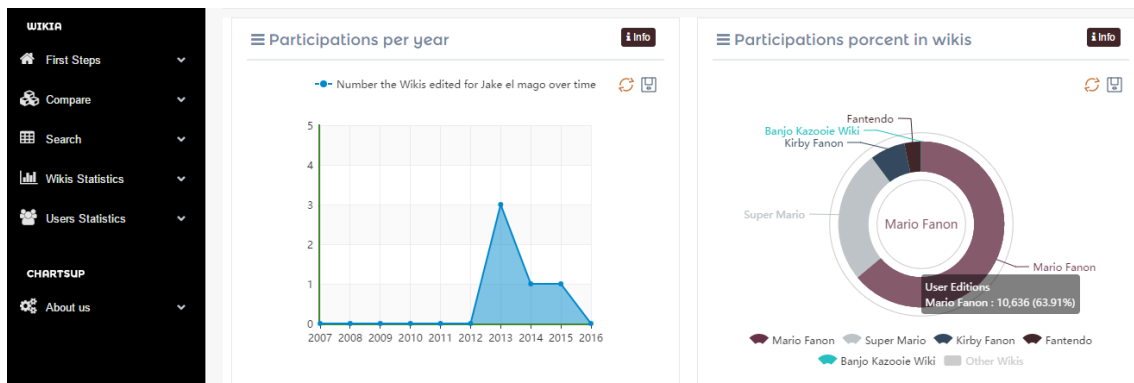 WIKIA
First Steps
Compare
Search
Wikis Statistics
Users Statistics
CHARTSUP
About us
Participations per year
Info
Number the Wikis edited for Jake el mago over time
5
4
3
2
1
0
2007 2008 2009 2010 2011 2012 2013 2014 2015 2016
Participations porcent in wikis
Info
Fantendo
Banjo Kazooie Wiki
Kirby Fanon
Super Mario
Mario Fanon
Mario Fanon
User Editions
Mario Fanon : 10,636 (63.91%)
Mario Fanon Super Mario Kirby Fanon Fantendo
Banjo Kazooie Wiki Other Wikis